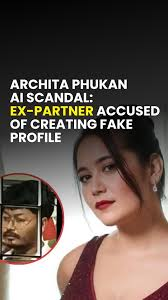 ARCHITA PHUKAN
AI SCANDAL:
EX-PARTNER ACCUSED
OF CREATING FAKE
PROFILE